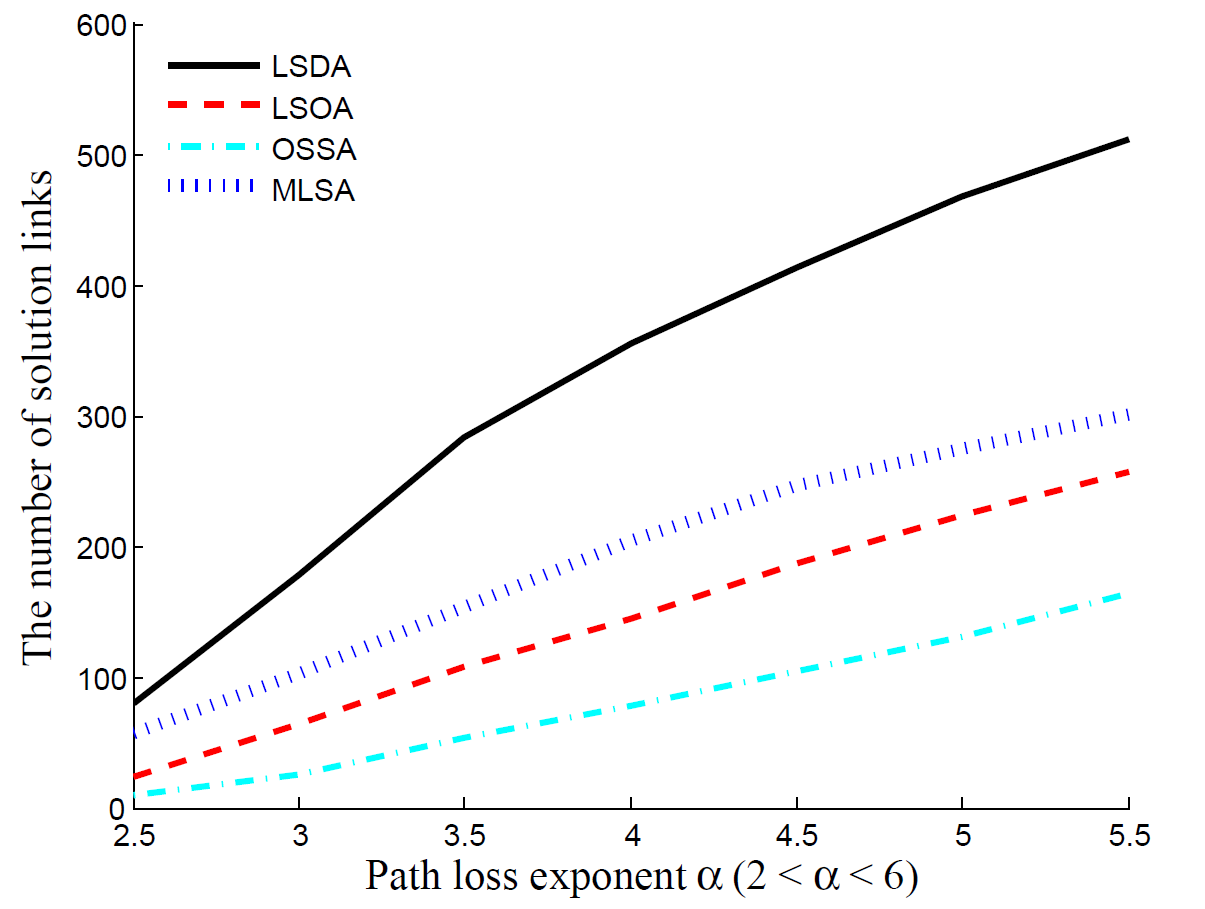 600
500
400
300
200
100
0
The number of solution links
LSDA
LSOA
OSSA
MLSA
2.5 3 3.5 4 4.5 5 5.5
Path loss exponent α (2 < α < 6)